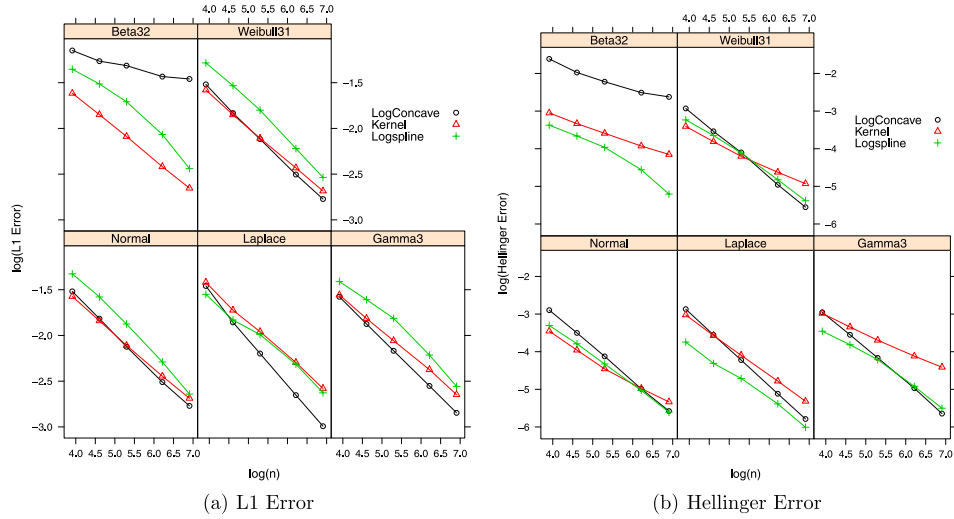 4.0 4.5 5.0 5.5 6.0 6.5 7.0
Beta32
Weibull31
-1.5
-2.0
-2.5
-3.0
LogConcave
Kernel
Logspline
log(L1 Error)
Normal
Laplace
Gamma3
-1.5
-2.0
-2.5
-3.0
4.0 4.5 5.0 5.5 6.0 6.5 7.0
4.0 4.5 5.0 5.5 6.0 6.5 7.0
log(n)
(a) L1 Error
4.0 4.5 5.0 5.5 6.0 6.5 7.0
Beta32
Weibull31
-2
-3
-4
-5
-6
LogConcave
Kernel
Logspline
log(Hellinger Error)
Normal
Laplace
Gamma3
-2
-3
-4
-5
-6
4.0 4.5 5.0 5.5 6.0 6.5 7.0
4.0 4.5 5.0 5.5 6.0 6.5 7.0
log(n)
(b) Hellinger Error